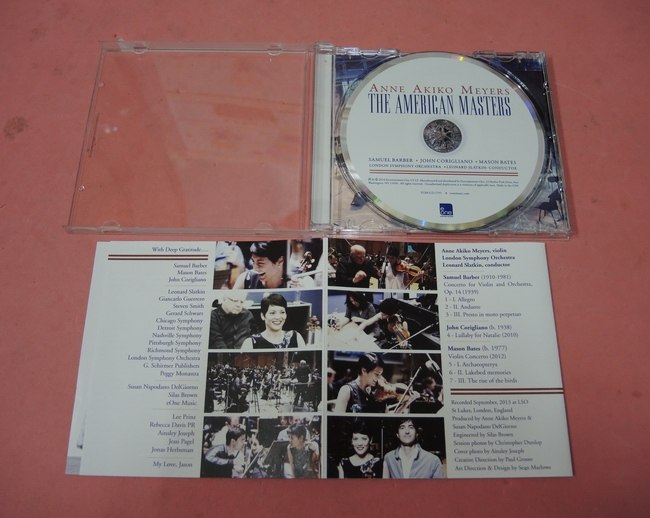 ANNE AKIKO MEYERS
THE AMERICAN MASTERS
SAMUEL BARBER • JOHN CORIGLIANO • MASON BATES
LONDON SYMPHONY ORCHESTRA • LEONARD SLATKIN, CONDUCTOR
eone
With Deep Gratitude....
Samuel Barber
Mason Bates
John Corigliano
Leonard Slatkin
Giancarlo Guerrero
Steven Smith
Gerard Schwarz
Chicago Symphony
Detroit Symphony
Nashville Symphony
Pittsburgh Symphony
Richmond Symphony
London Symphony Orchestra
G. Schirmer Publishers
Peggy Monastra
Susan Napodano DelGiorno
Silas Brown
eOne Music
Lee Prinz
Rebecca Davis PR
Ainsley Joseph
Jessi Pagel
Jonas Herbsman
My Love, Jason
Anne Akiko Meyers, violin
London Symphony Orchestra
Leonard Slatkin, conductor
Samuel Barber (1910-1981)
Concerto for Violin and Orchestra,
Op. 14 (1939)
1 - I. Allegro
2 - II. Andante
3 - III. Presto in moto perpetuo
John Corigliano (b. 1938)
4 - Lullaby for Natalie (2010)
Mason Bates (b. 1977)
Violin Concerto (2012)
5 - I. Archaeopteryx
6 - II. Lakebed memories
7 - III. The rise of the birds
Recorded September, 2013 at LSO
St Lukes, London, England
Produced by Anne Akiko Meyers &
Susan Napodano DelGiorno
Engineered by Silas Brown
Session photos by Christopher Dunlop
Cover photo by Ainsley Joseph
Creation Direction by Paul Grosso
Art Direction & Design by Sean Marlowe